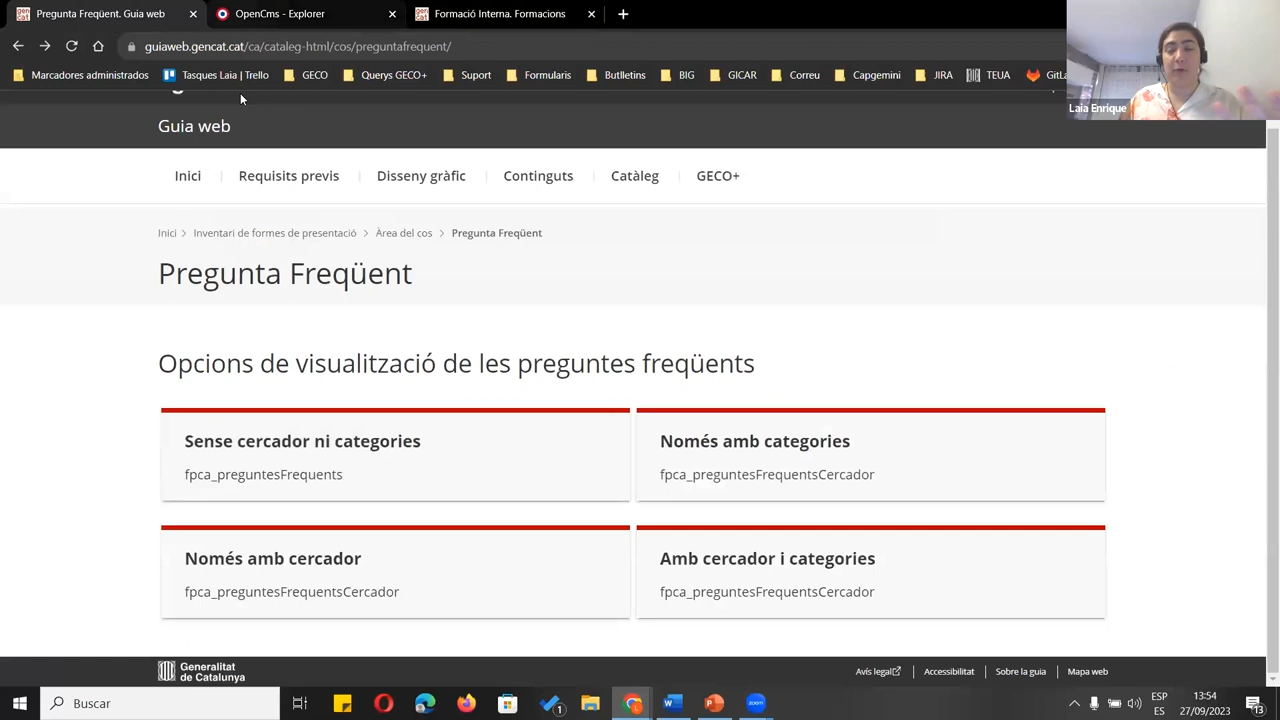 Pregunta Freqüent. Guia web
OpenCms - Explorer
Formació Interna. Formacions
guiaweb.gencat.cat/ca/cataleg-html/cos/preguntafrequent/
Marcadores administrados
Tasques Laia | Trello
GECO
Querys GECO+
Suport
Formularis
Butlletins
BIG
GICAR
Correu
Capgemini
JIRA
TEUA
GitL
Laia Enrique
Guia web
Inici
Requisits previs
Disseny gràfic
Continguts
Catàleg
GECO+
Inici > Inventari de formes de presentació > Àrea del cos > Pregunta Freqüent
Pregunta Freqüent
Opcions de visualització de les preguntes freqüents
Sense cercador ni categories
fpca_preguntesFrequents
Només amb categories
fpca_preguntesFrequentsCercador
Només amb cercador
fpca_preguntesFrequentsCercador
Amb cercador i categories
fpca_preguntesFrequentsCercador
Generalitat
de Catalunya
Avís legal
Accessibilitat
Sobre la guia
Mapa web
Buscar
1
zoom
ESP
ES
13:54
27/09/2023
13